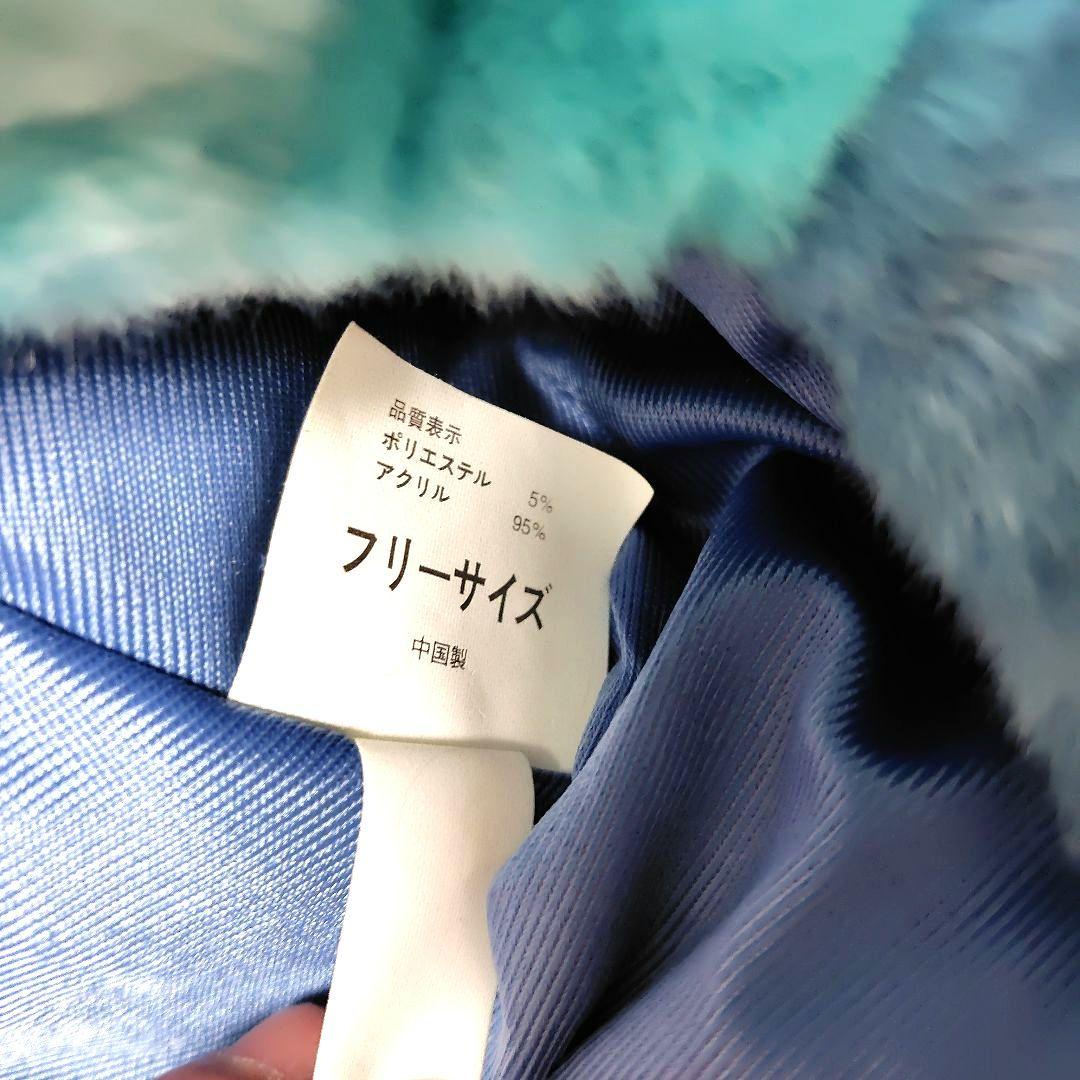 品質表示
ポリエステル 5%
アクリル 95%
フリーサイズ
中国製